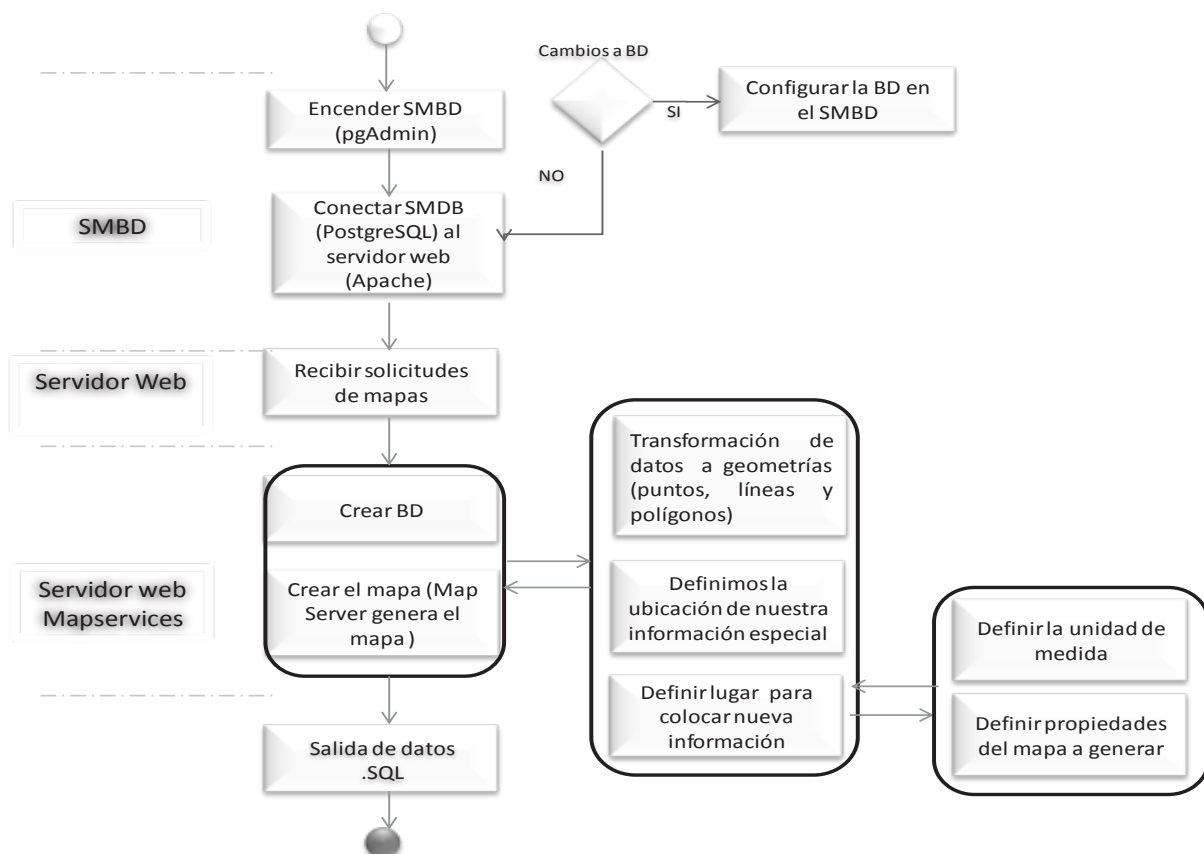 Cambios a BD
Encender SMBD
(pgAdmin)
SI
Configurar la BD en
el SMBD
NO
SMBD
Conectar SMDB
(PostgreSQL) al
servidor web
(Apache)
Servidor Web
Recibir solicitudes
de mapas
Servidor web
Mapservices
Crear BD
Crear el mapa (Map
Server genera el
mapa )
Transformación de
datos a geometrías
(puntos, líneas y
polígonos)
Definimos la
ubicación de nuestra
información especial
Definir lugar para
colocar nueva
información
Definir la unidad de
medida
Definir propiedades
del mapa a generar
Salida de datos
.SQL